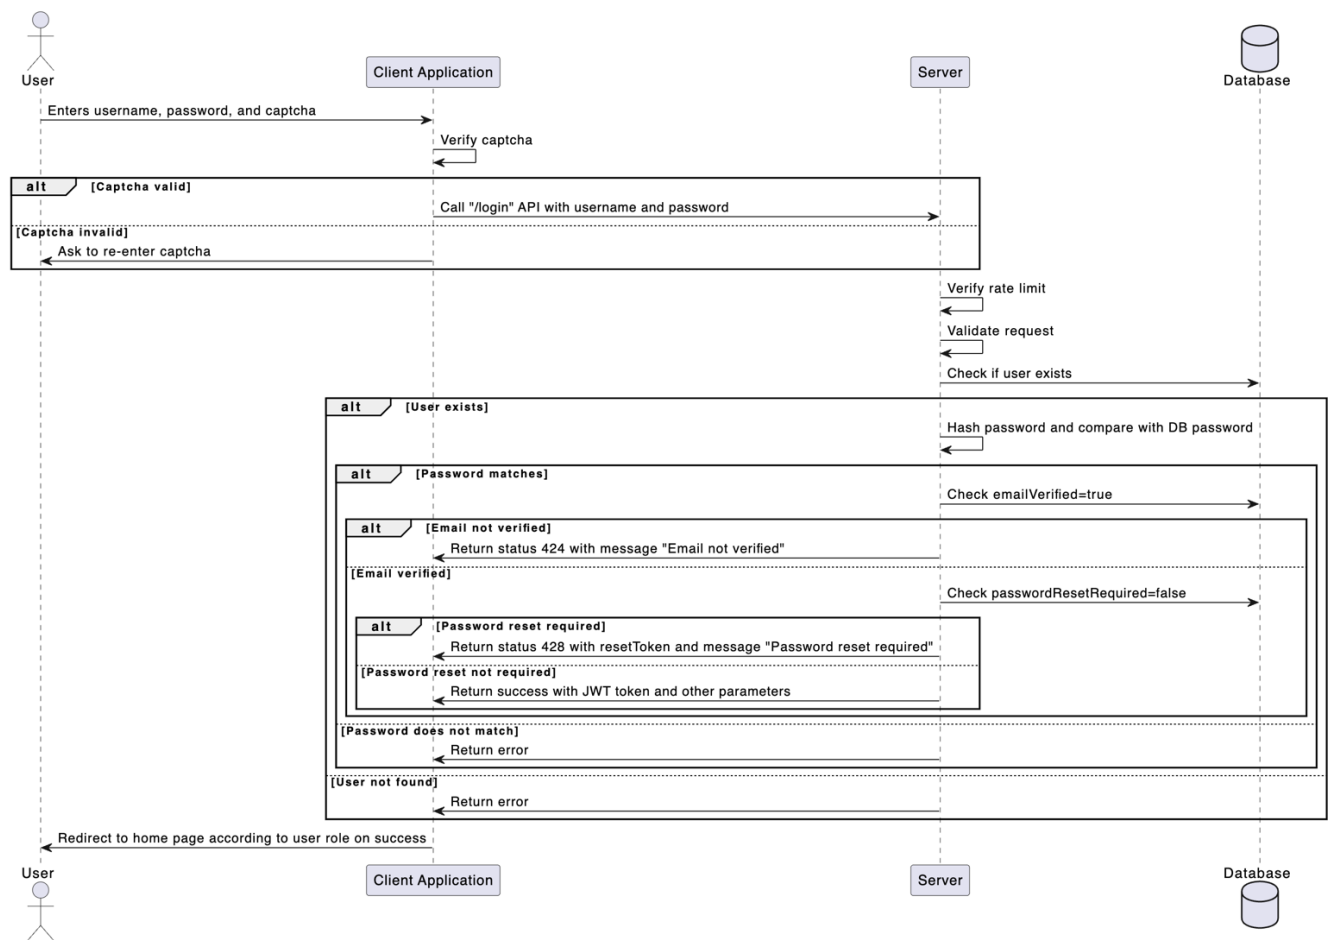 User
Client Application
Server
Database
Enters username, password, and captcha
Verify captcha
alt [Captcha valid]
Call "/login" API with username and password
[Captcha invalid]
Ask to re-enter captcha
Verify rate limit
Validate request
Check if user exists
alt [User exists]
Hash password and compare with DB password
alt [Password matches]
Check emailVerified=true
alt [Email not verified]
Return status 424 with message "Email not verified"
[Email verified]
Check passwordResetRequired=false
alt [Password reset required]
Return status 428 with resetToken and message "Password reset required"
[Password reset not required]
Return success with JWT token and other parameters
[Password does not match]
Return error
[User not found]
Return error
Redirect to home page according to user role on success
User
Client Application
Server
Database